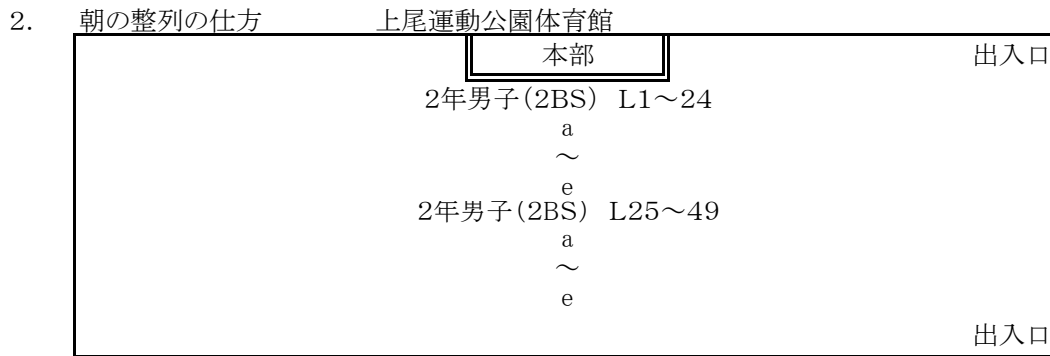 2. 朝の整列の仕方 上尾運動公園体育館
本部 出入口
2年男子(2BS) L1～24
a
～
e
2年男子(2BS) L25～49
a
～
e
出入口